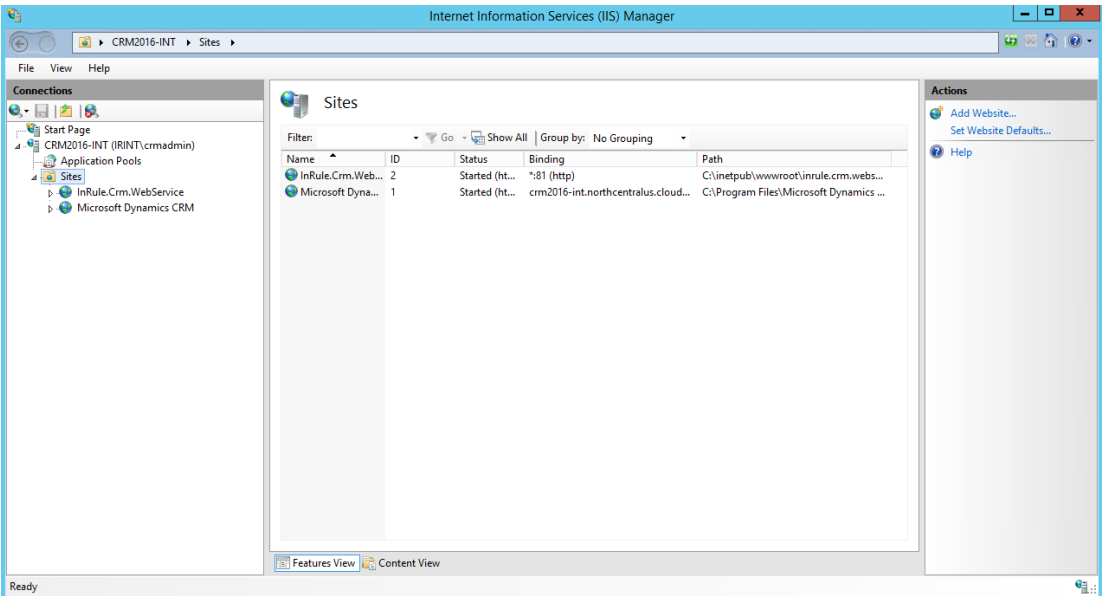 Internet Information Services (IIS) Manager
CRM2016-INT Sites
File View Help
Connections
Start Page
CRM2016-INT (IRINT\crmadmin)
Application Pools
Sites
InRule.Crm.WebService
Microsoft Dynamics CRM
Sites
Filter: Go Show All Group by: No Grouping
Name ID Status Binding Path
InRule.Crm.Web... 2 Started (ht... *:81 (http) C:\inetpub\wwwroot\inrule.crm.webs...
Microsoft Dyna... 1 Started (ht... crm2016-int.northcentralus.cloud... C:\Program Files\Microsoft Dynamics ...
Features View Content View
Actions
Add Website...
Set Website Defaults...
Help
Ready